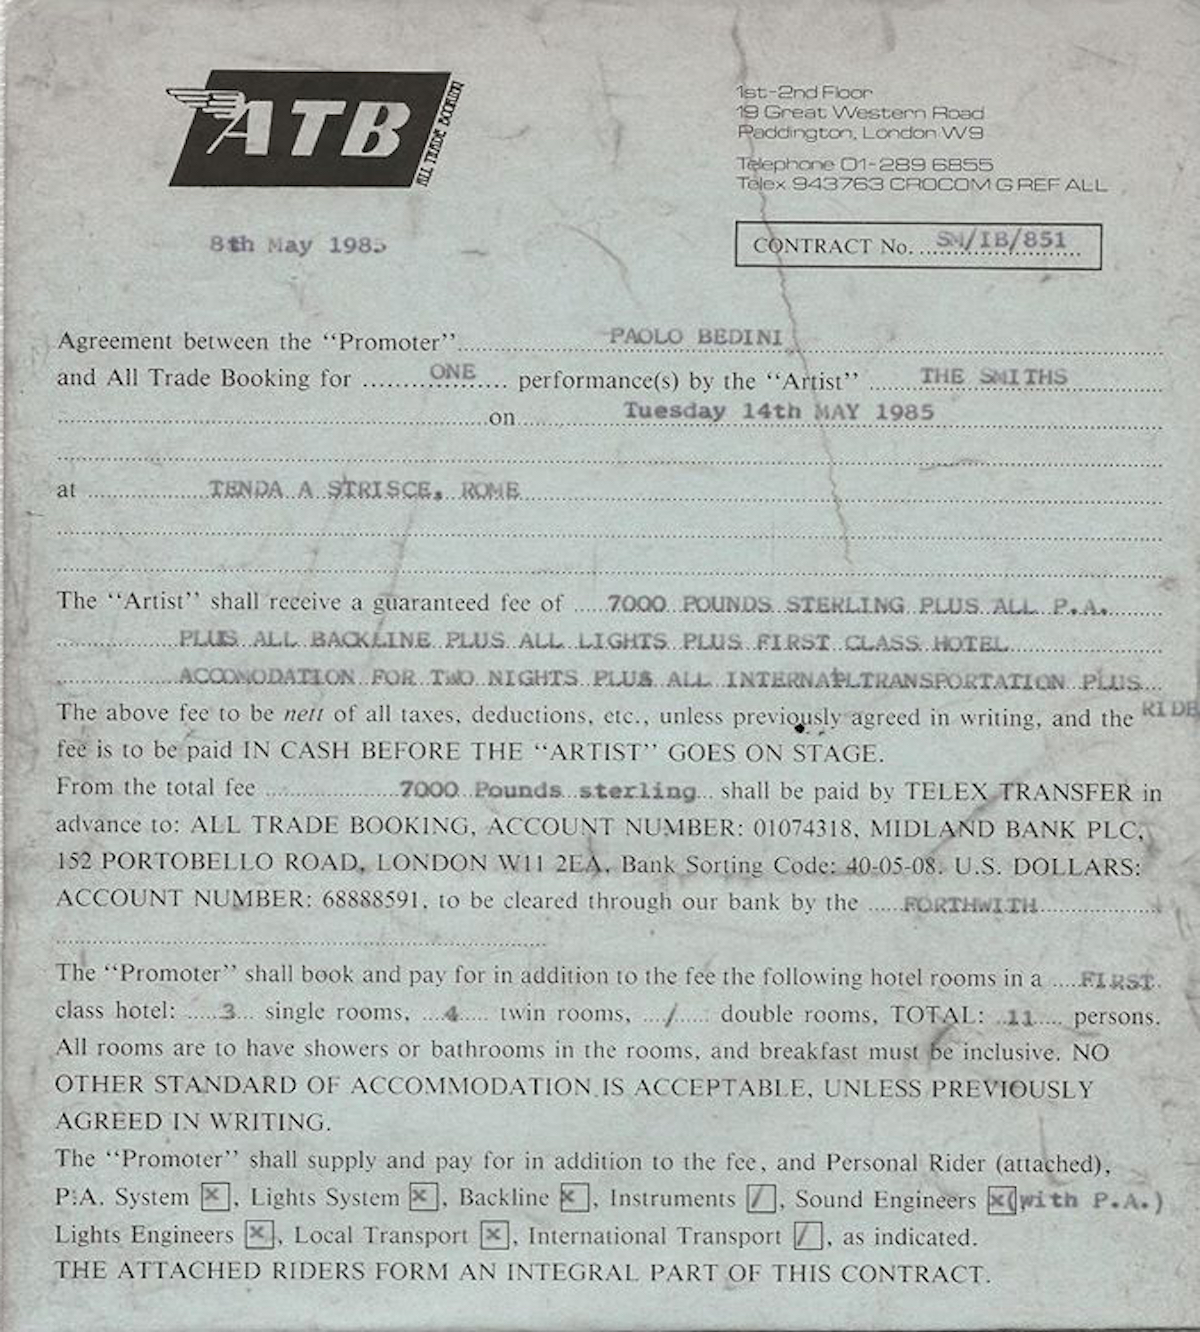 ATB
ALL TRADE BOOKING
1st-2nd Floor
19 Great Western Road
Paddington, London W9
Telephone 01-289 6855
Telex 943763 CROCOM G REF ALL
8th May 1985
CONTRACT No. SM/IB/851
Agreement between the “Promoter” PAOLO BEDINI
and All Trade Booking for ONE performance(s) by the “Artist” THE SMITHS
on Tuesday 14th MAY 1985
at TENDA A STRISCE, ROME
The “Artist” shall receive a guaranteed fee of 7000 POUNDS STERLING PLUS ALL P.A.
PLUS ALL BACKLINE PLUS ALL LIGHTS PLUS FIRST CLASS HOTEL
ACCOMODATION FOR TWO NIGHTS PLUS ALL INTERNAL TRANSPORTATION PLUS
The above fee to be nett of all taxes, deductions, etc., unless previously agreed in writing, and the RIDE
fee is to be paid IN CASH BEFORE THE “ARTIST” GOES ON STAGE.
From the total fee 7000 Pounds sterling shall be paid by TELEX TRANSFER in
advance to: ALL TRADE BOOKING, ACCOUNT NUMBER: 01074318, MIDLAND BANK PLC,
152 PORTOBELLO ROAD, LONDON W11 2EA. Bank Sorting Code: 40-05-08. U.S. DOLLARS:
ACCOUNT NUMBER: 68888591, to be cleared through our bank by the FORTHWITH
The “Promoter” shall book and pay for in addition to the fee the following hotel rooms in a FIRST
class hotel: 3 single rooms, 4 twin rooms, / double rooms, TOTAL: 11 persons.
All rooms are to have showers or bathrooms in the rooms, and breakfast must be inclusive. NO
OTHER STANDARD OF ACCOMMODATION IS ACCEPTABLE, UNLESS PREVIOUSLY
AGREED IN WRITING.
The “Promoter” shall supply and pay for in addition to the fee, and Personal Rider (attached),
P.A. System x, Lights System x, Backline x, Instruments /, Sound Engineers x(with P.A.)
Lights Engineers x, Local Transport x, International Transport /, as indicated.
THE ATTACHED RIDERS FORM AN INTEGRAL PART OF THIS CONTRACT.